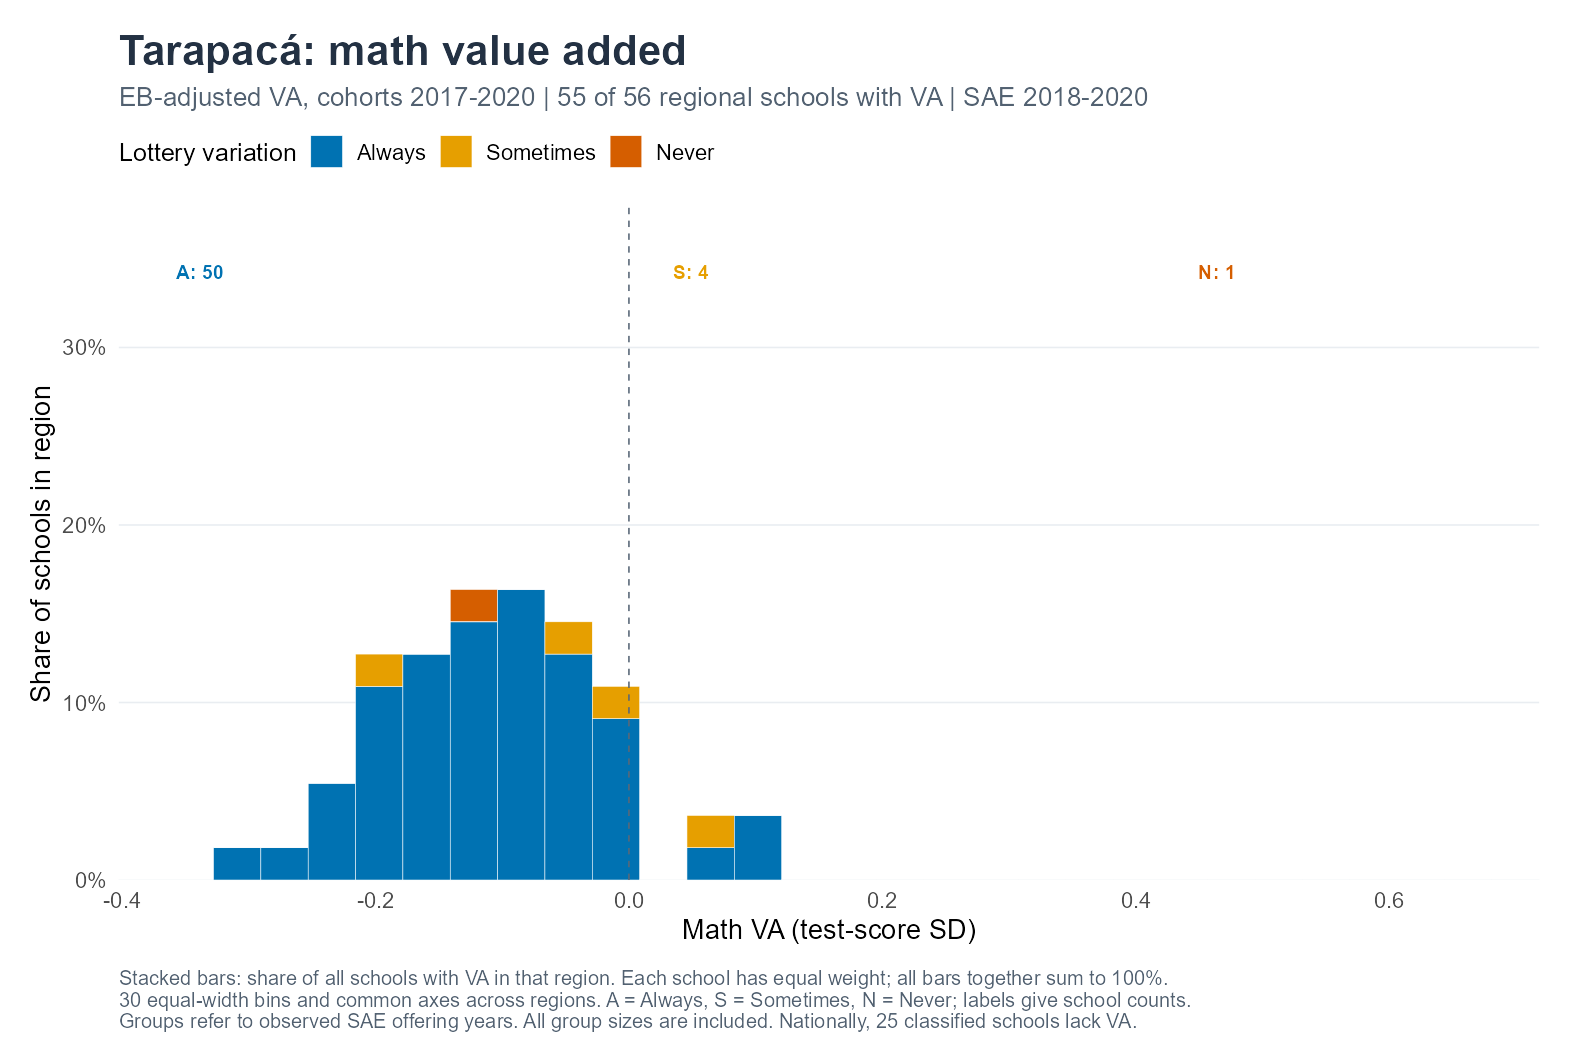 Tarapacá: math value added
EB-adjusted VA, cohorts 2017-2020 | 55 of 56 regional schools with VA | SAE 2018-2020
Lottery variation Always Sometimes Never
A: 50 S: 4 N: 1
30%
20%
10%
0%
Share of schools in region
-0.4 -0.2 0.0 0.2 0.4 0.6
Math VA (test-score SD)
Stacked bars: share of all schools with VA in that region. Each school has equal weight; all bars together sum to 100%.
30 equal-width bins and common axes across regions. A = Always, S = Sometimes, N = Never; labels give school counts.
Groups refer to observed SAE offering years. All group sizes are included. Nationally, 25 classified schools lack VA.